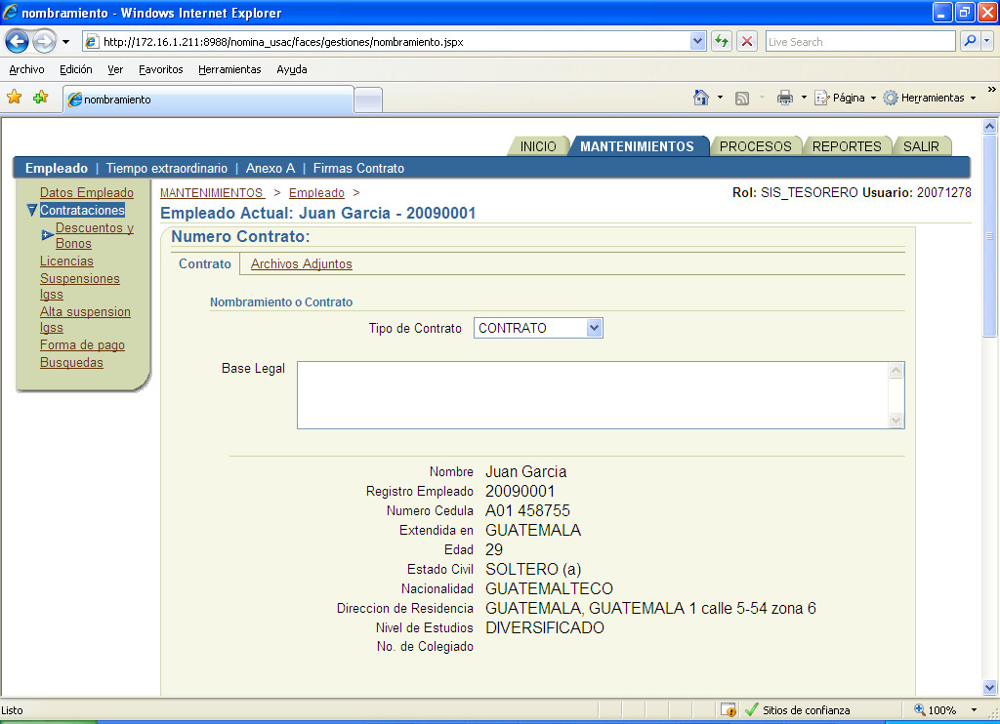 nombramiento - Windows Internet Explorer
http://172.16.1.211:8988/nomina_usac/faces/gestiones/nombramiento.jspx
Live Search
Archivo Edición Ver Favoritos Herramientas Ayuda
nombramiento
Página
Herramientas
»
INICIO MANTENIMIENTOS PROCESOS REPORTES SALIR
Empleado | Tiempo extraordinario | Anexo A | Firmas Contrato
Datos Empleado
Contrataciones
Descuentos y
Bonos
Licencias
Suspensiones
Igss
Alta suspension
Igss
Forma de pago
Busquedas
MANTENIMIENTOS > Empleado >
Rol: SIS_TESORERO Usuario: 20071278
Empleado Actual: Juan Garcia - 20090001
Numero Contrato:
Contrato Archivos Adjuntos
Nombramiento o Contrato
Tipo de Contrato CONTRATO
Base Legal
Nombre Juan Garcia
Registro Empleado 20090001
Numero Cedula A01 458755
Extendida en GUATEMALA
Edad 29
Estado Civil SOLTERO (a)
Nacionalidad GUATEMALTECO
Direccion de Residencia GUATEMALA, GUATEMALA 1 calle 5-54 zona 6
Nivel de Estudios DIVERSIFICADO
No. de Colegiado
Listo
Sitios de confianza
100%